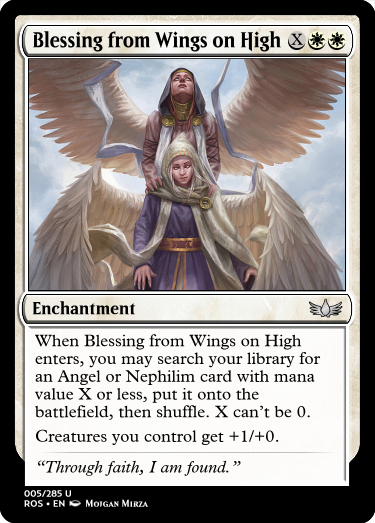 Blessing from Wings on High X
Enchantment
When Blessing from Wings on High
enters, you may search your library for
an Angel or Nephilim card with mana
value X or less, put it onto the
battlefield, then shuffle. X can't be 0.
Creatures you control get +1/+0.
“Through faith, I am found.”
005/285 U
ROS • EN Mojgan Mirza